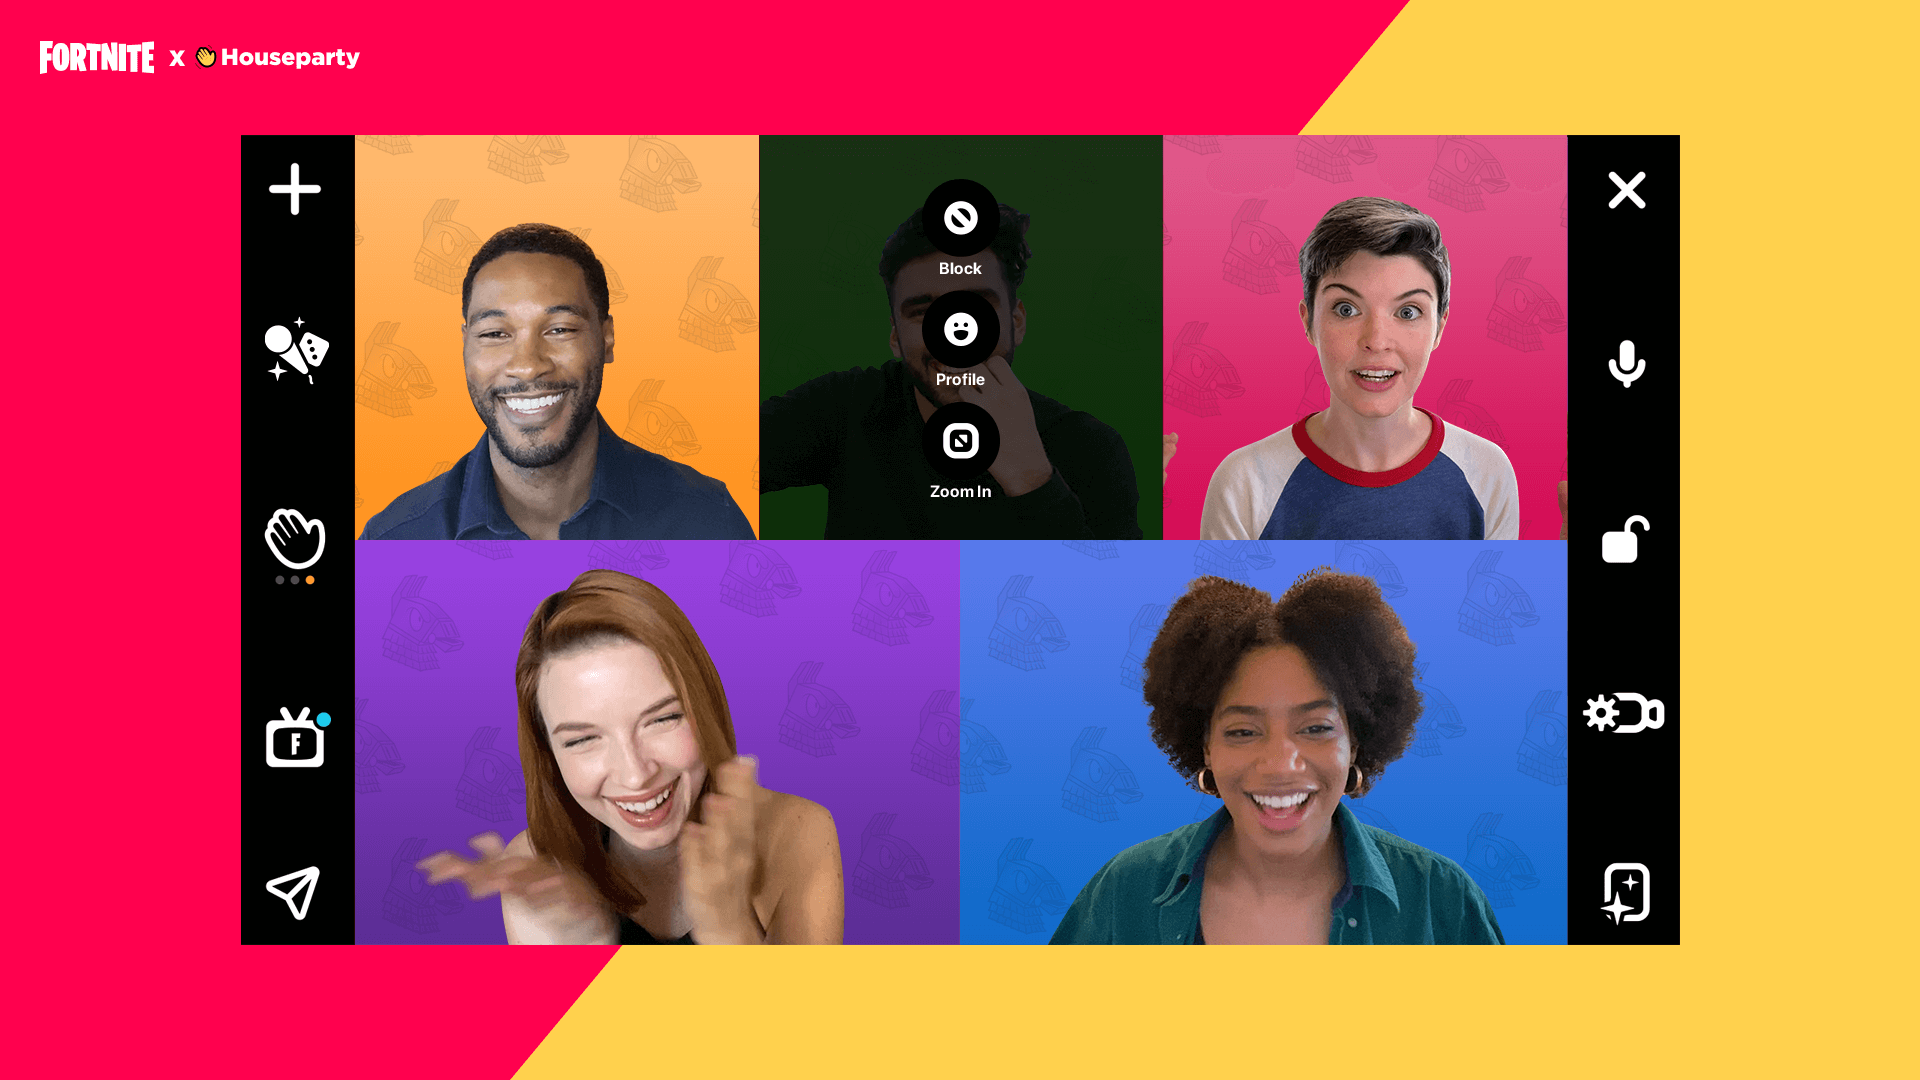 FORTNITE x Houseparty
Block
Profile
Zoom In
F